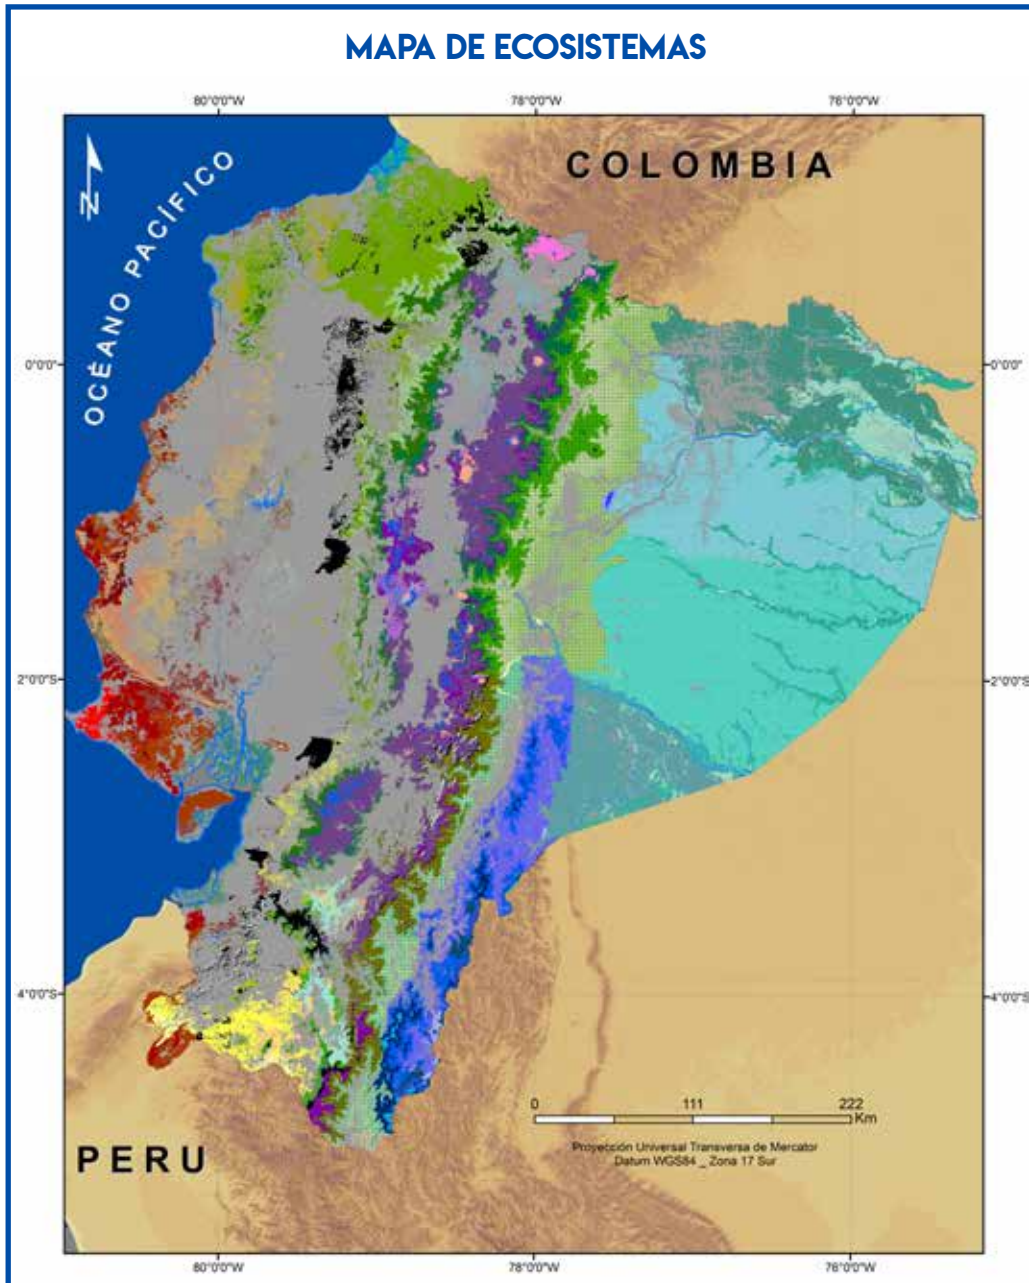 MAPA DE ECOSISTEMAS
80°0'0"W 78°0'0"W 76°0'0"W
N
OCÉANO PACÍFICO
COLOMBIA
0°0'0" 0°0'0"
2°0'0"S 2°0'0"S
4°0'0"S 4°0'0"S
0 111 222
Km
Proyección Universal Transversa de Mercator
Datum WGS84 _ Zona 17 Sur
PERU
80°0'0"W 78°0'0"W 76°0'0"W